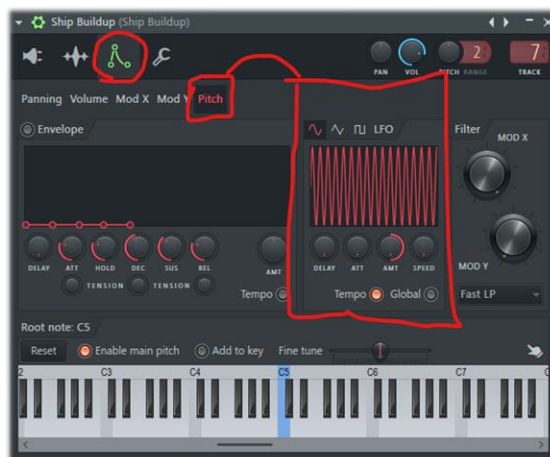 Ship Buildup (Ship Buildup)
PAN VOL PITCH RANGE 2 7 TRACK
Panning Volume Mod X Mod Y Pitch
Envelope
LFO
Filter
MOD X
DELAY ATT HOLD DEC SUS REL AMT
TENSION TENSION
Tempo
DELAY ATT AMT SPEED
Tempo Global
MOD Y
Fast LP
Root note: C5
Reset Enable main pitch Add to key Fine tune
2 C3 C4 C5 C6 C7 C